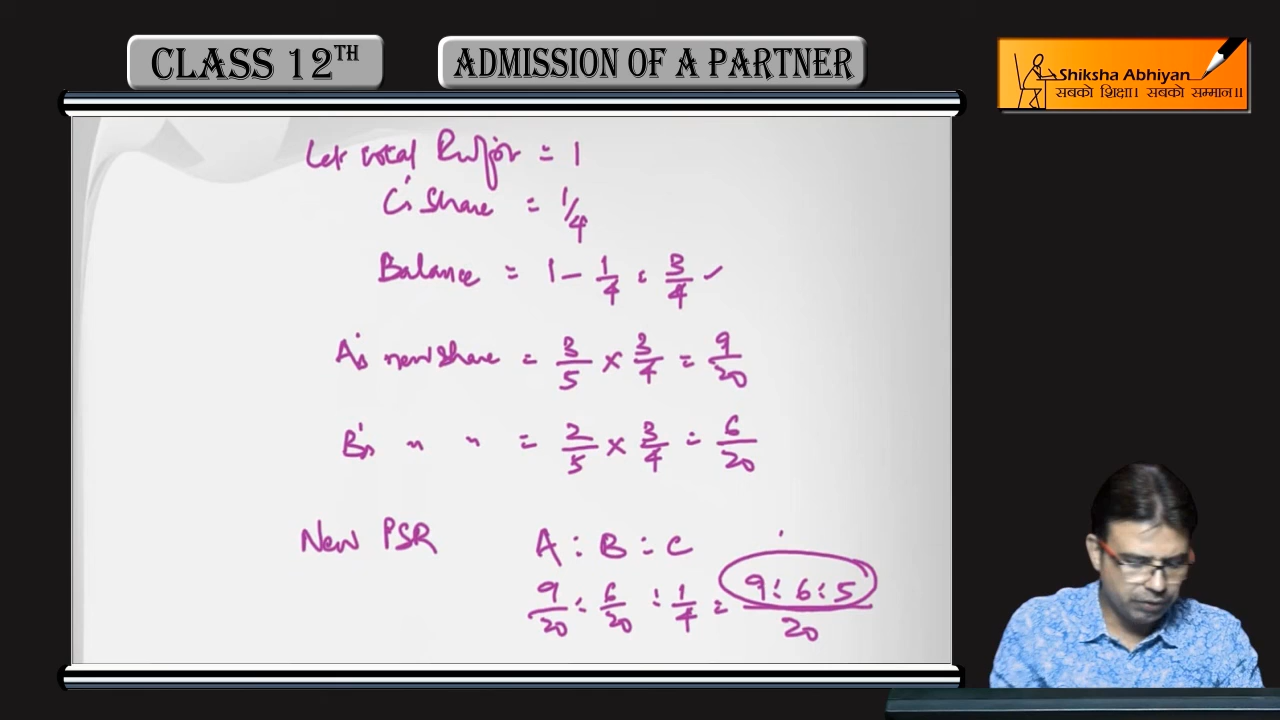 CLASS 12TH
ADMISSION OF A PARTNER
Shiksha Abhiyan
सबको शिक्षा। सबको सम्मान।।
Let total = 1
C's Share = 1/4
Balance = 1 - 1/4 = 3/4 ✓
A's new share = 3/5 × 3/4 = 9/20
B's " " = 2/5 × 3/4 = 6/20
New PSR A : B : C
9/20 : 6/20 : 1/4 = 9 : 6 : 5 / 20